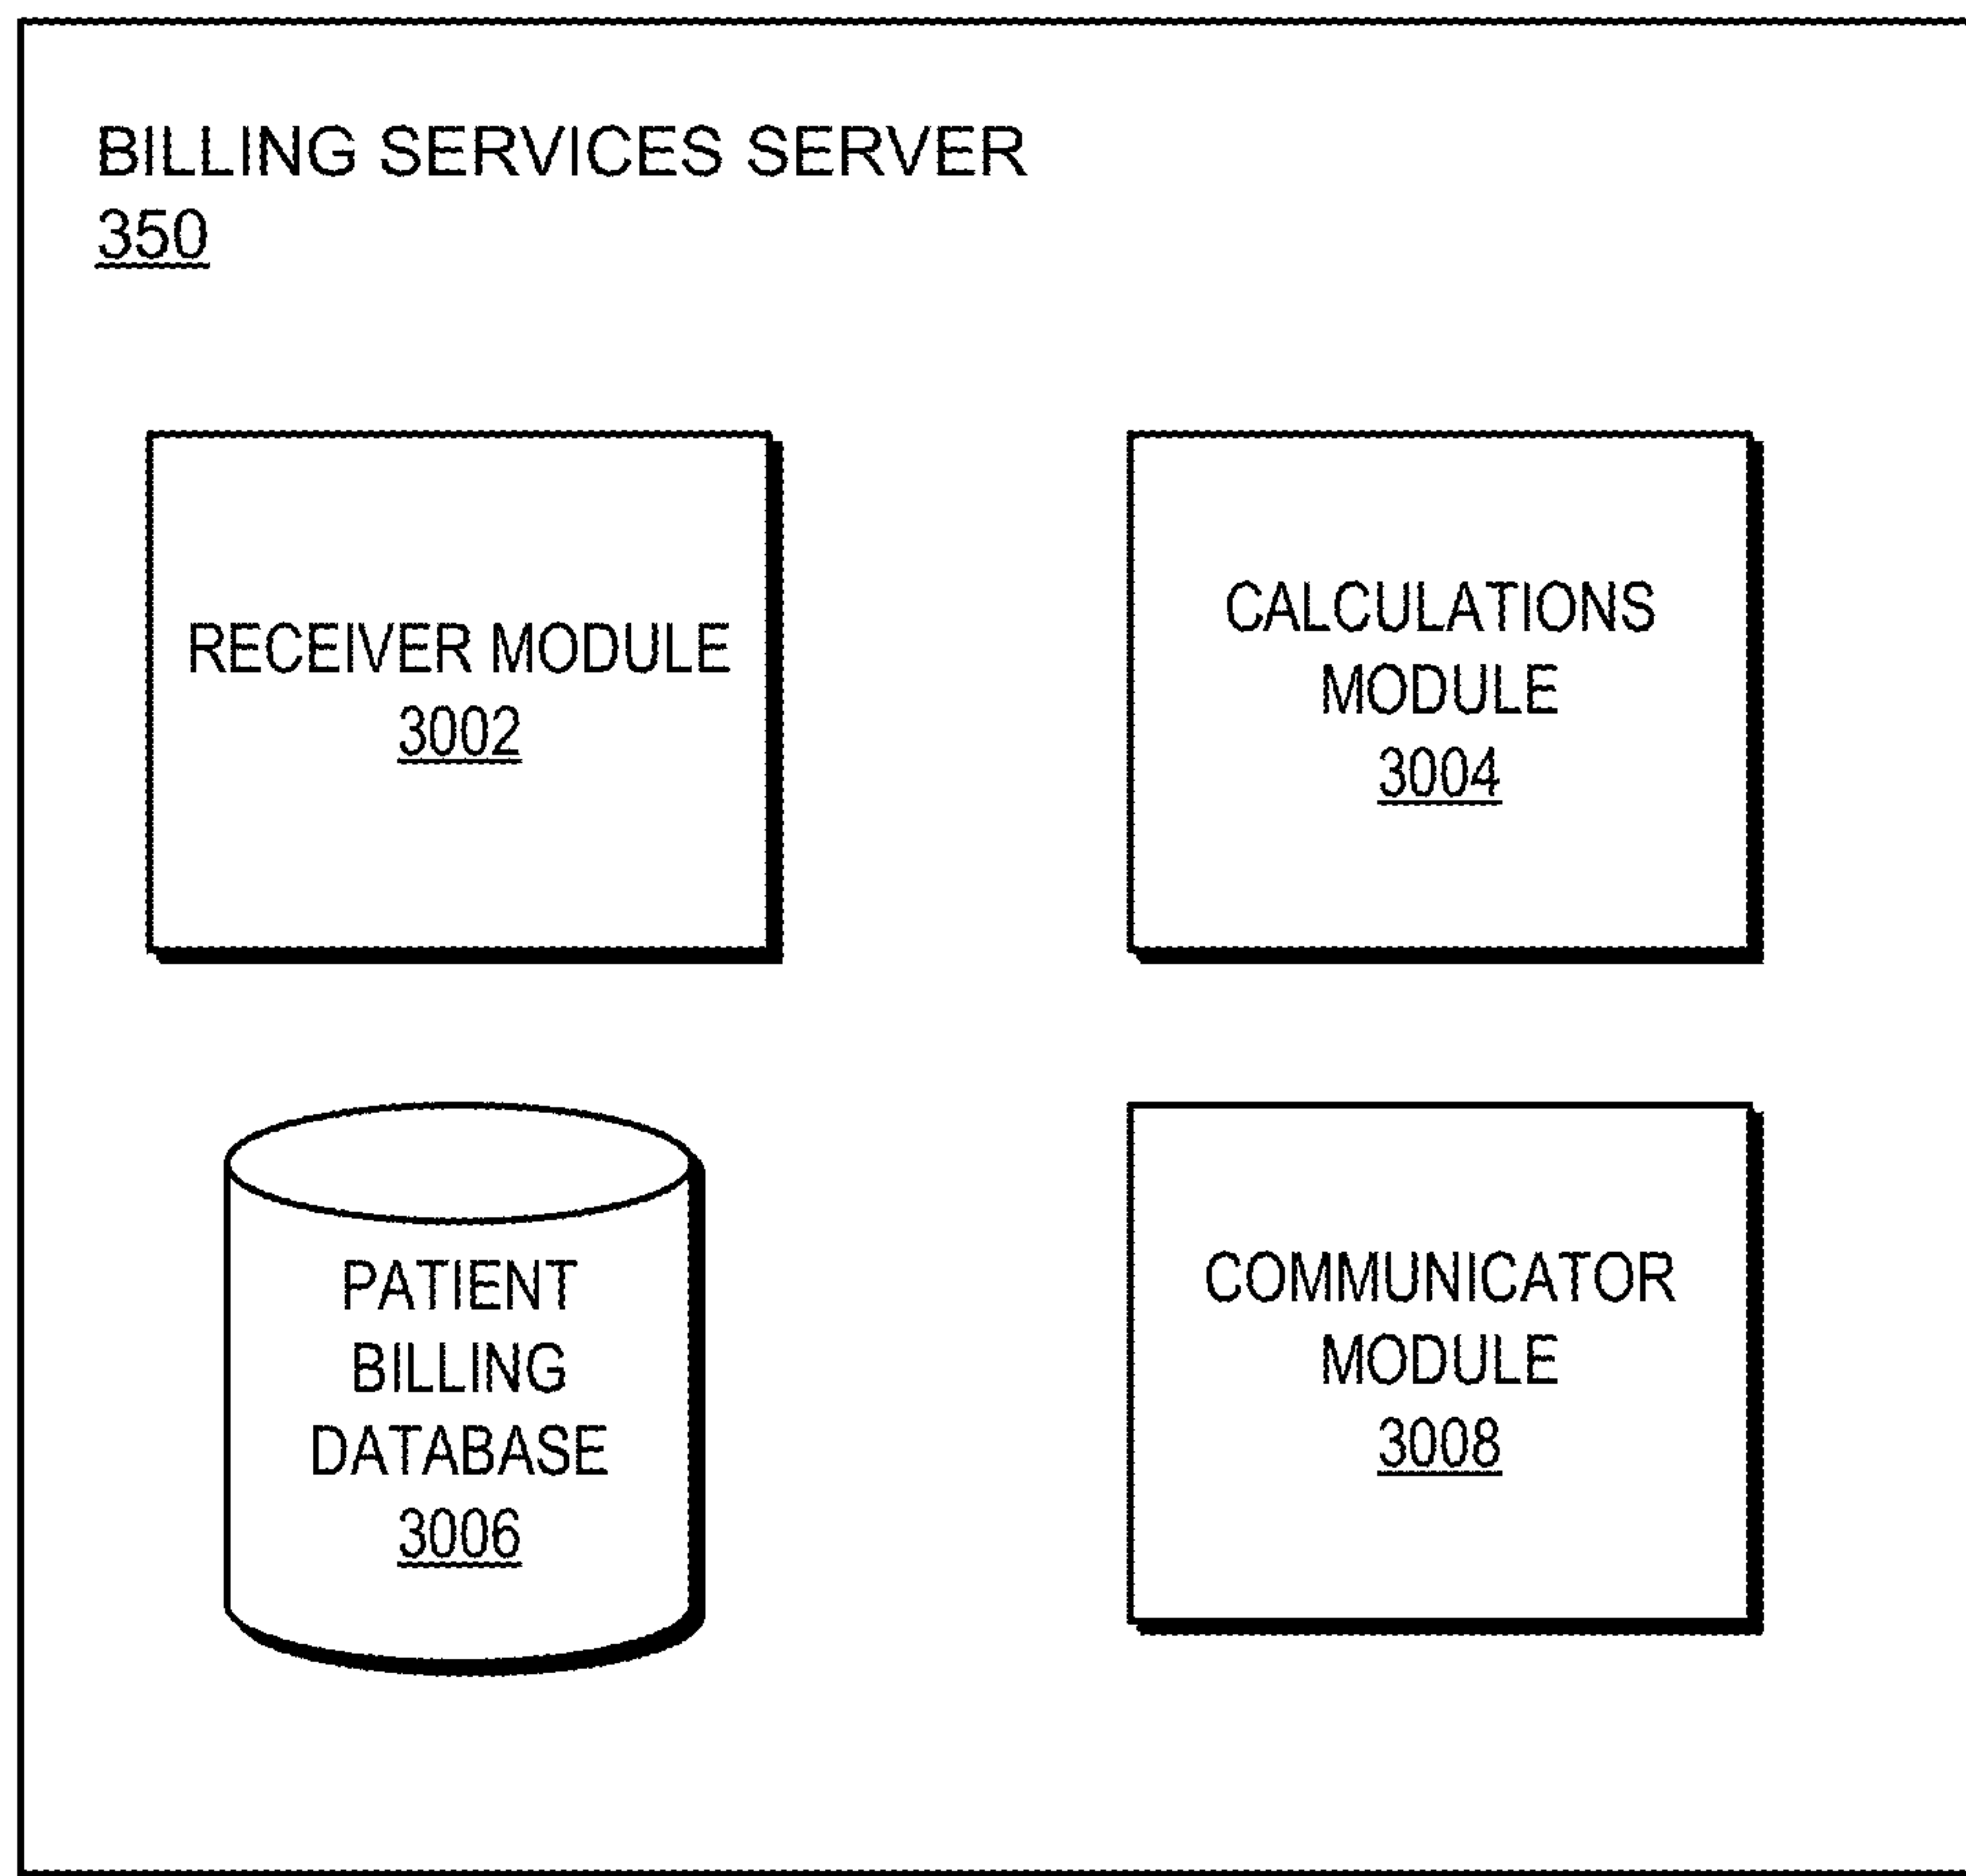 BILLING SERVICES SERVER
350
RECEIVER MODULE
3002
CALCULATIONS
MODULE
3004
PATIENT
BILLING
DATABASE
3006
COMMUNICATOR
MODULE
3008